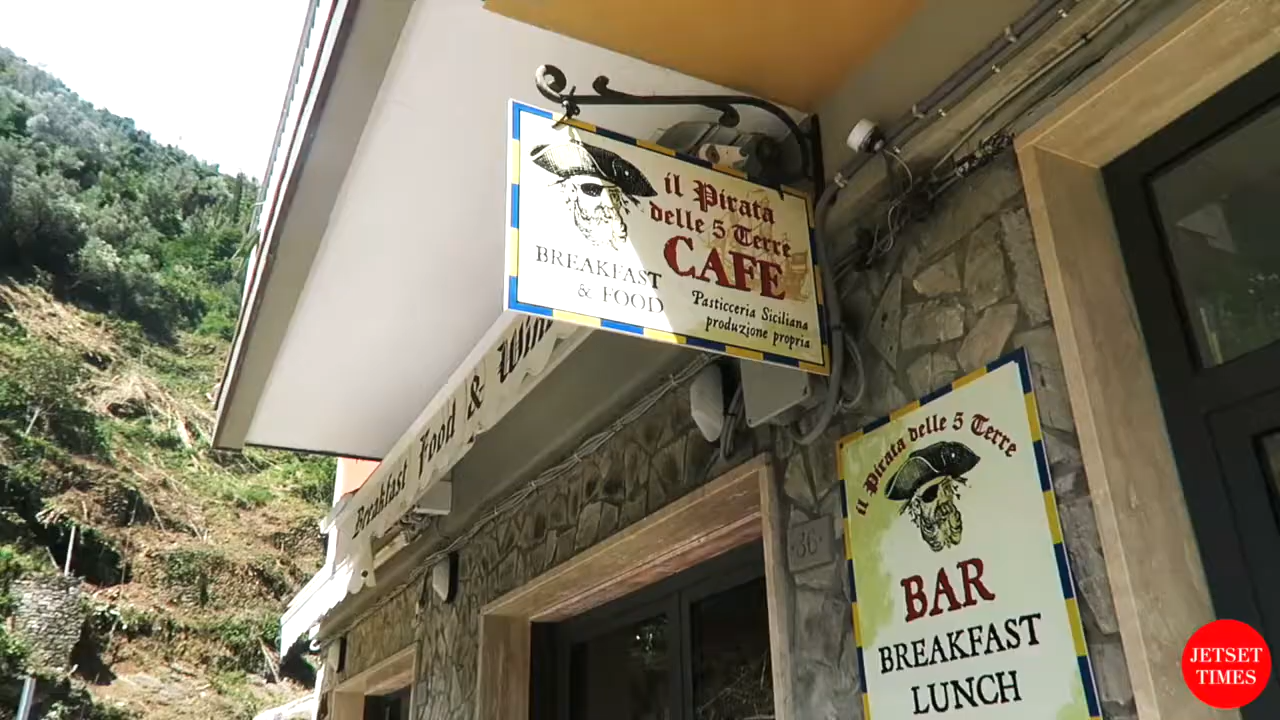 il Pirata
delle 5 Terre
CAFE
BREAKFAST
& FOOD
Pasticceria Siciliana
produzione propria
Breakfast Food & Wine
il Pirata delle 5 Terre
BAR
BREAKFAST
LUNCH
36
JETSET
TIMES